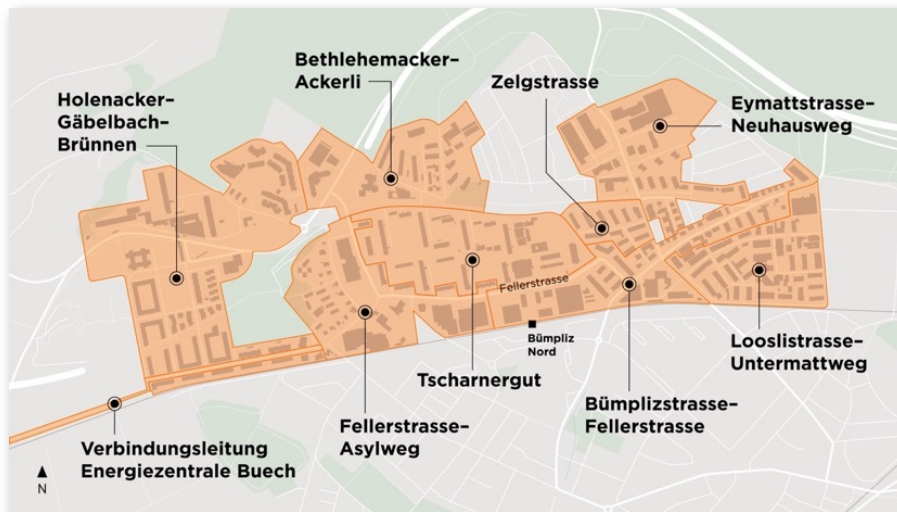 Bethlehemacker–
Ackerli
Zelgstrasse
Holenacker–
Gäbelbach–
Brünnen
Eymattstrasse–
Neuhausweg
Fellerstrasse
Bümpliz
Nord
Looslistrasse–
Untermattweg
Tscharnergut
Bümplizstrasse–
Fellerstrasse
Fellerstrasse–
Asylweg
Verbindungsleitung
Energiezentrale Buech
N